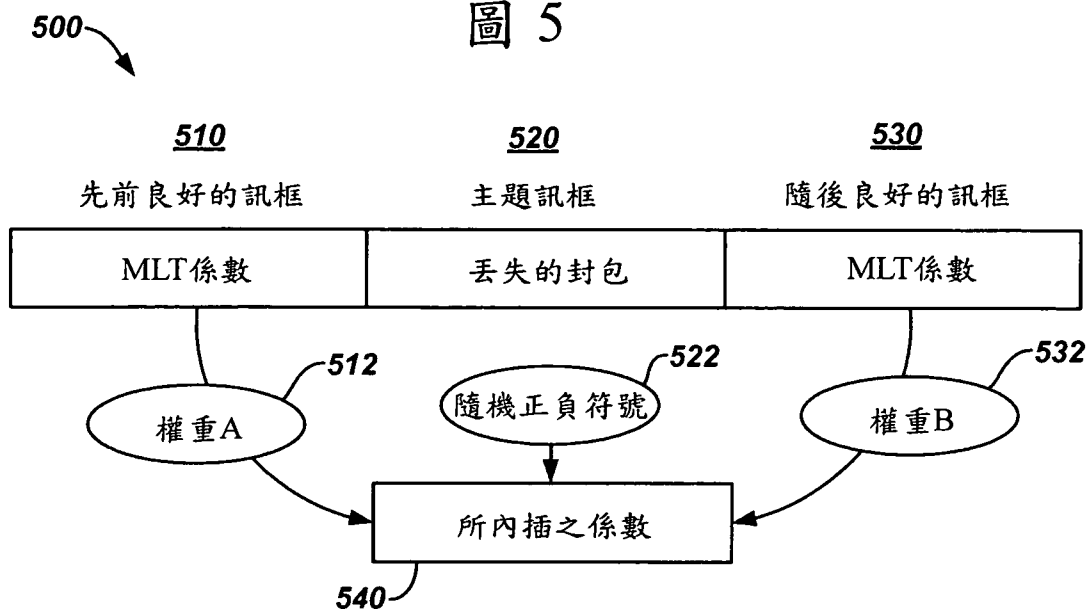 圖 5
500
510
520
530
先前良好的訊框
主題訊框
隨後良好的訊框
MLT係數
丟失的封包
MLT係數
512
522
532
權重A
隨機正負符號
權重B
所內插之係數
540